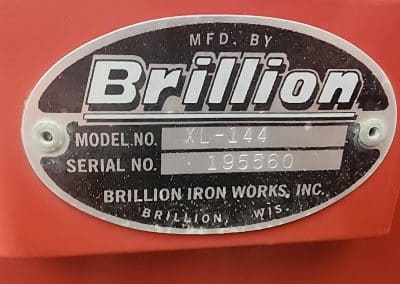 MFD. BY
Brillion
MODEL NO. XL-144
SERIAL NO. 195560
BRILLION IRON WORKS, INC.
BRILLION, WIS.